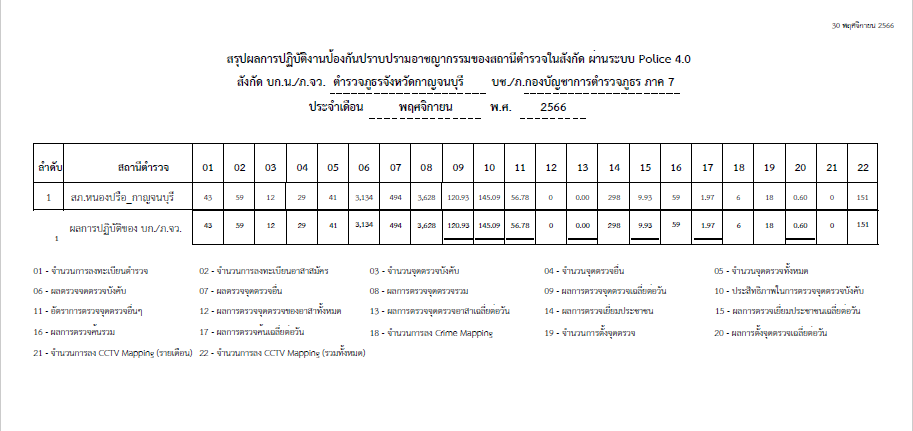 30 พฤศจิกายน 2566
สรุปผลการปฏิบัติงานป้องกันปราบปรามอาชญากรรมของสถานีตำรวจในสังกัด ผ่านระบบ Police 4.0
สังกัด บก.น./ภ.จว. ตำรวจภูธรจังหวัดกาญจนบุรี บช./ภ.กองบัญชาการตำรวจภูธร ภาค 7
ประจำเดือน พฤศจิกายน พ.ศ. 2566
ลำดับ สถานีตำรวจ 01 02 03 04 05 06 07 08 09 10 11 12 13 14 15 16 17 18 19 20 21 22
1 สภ.หนองปรือ_กาญจนบุรี 43 59 12 29 41 3,134 494 3,628 120.93 145.09 56.78 0 0.00 298 9.93 59 1.97 6 18 0.60 0 151
1 ผลการปฏิบัติของ บก./ภ.จว. 43 59 12 29 41 3,134 494 3,628 120.93 145.09 56.78 0 0.00 298 9.93 59 1.97 6 18 0.60 0 151
01 - จำนวนการลงทะเบียนตำรวจ 02 - จำนวนการลงทะเบียนอาสาสมัคร 03 - จำนวนจุดตรวจบังคับ 04 - จำนวนจุดตรวจอื่น 05 - จำนวนจุดตรวจทั้งหมด
06 - ผลตรวจจุดตรวจบังคับ 07 - ผลตรวจจุดตรวจอื่น 08 - ผลการตรวจจุดตรวจรวม 09 - ผลการตรวจจุดตรวจเฉลี่ยต่อวัน 10 - ประสิทธิภาพในการตรวจจุดตรวจบังคับ
11 - อัตราการตรวจจุดตรวจอื่นๆ 12 - ผลการตรวจจุดตรวจของอาสาทั้งหมด 13 - ผลการตรวจจุดตรวจอาสาเฉลี่ยต่อวัน 14 - ผลการตรวจเยี่ยมประชาชน 15 - ผลการตรวจเยี่ยมประชาชนเฉลี่ยต่อวัน
16 - ผลการตรวจค้นรวม 17 - ผลการตรวจค้นเฉลี่ยต่อวัน 18 - จำนวนการลง Crime Mapping 19 - จำนวนการตั้งจุดตรวจ 20 - ผลการตั้งจุดตรวจเฉลี่ยต่อวัน
21 - จำนวนการลง CCTV Mapping (รายเดือน) 22 - จำนวนการลง CCTV Mapping (รวมทั้งหมด)